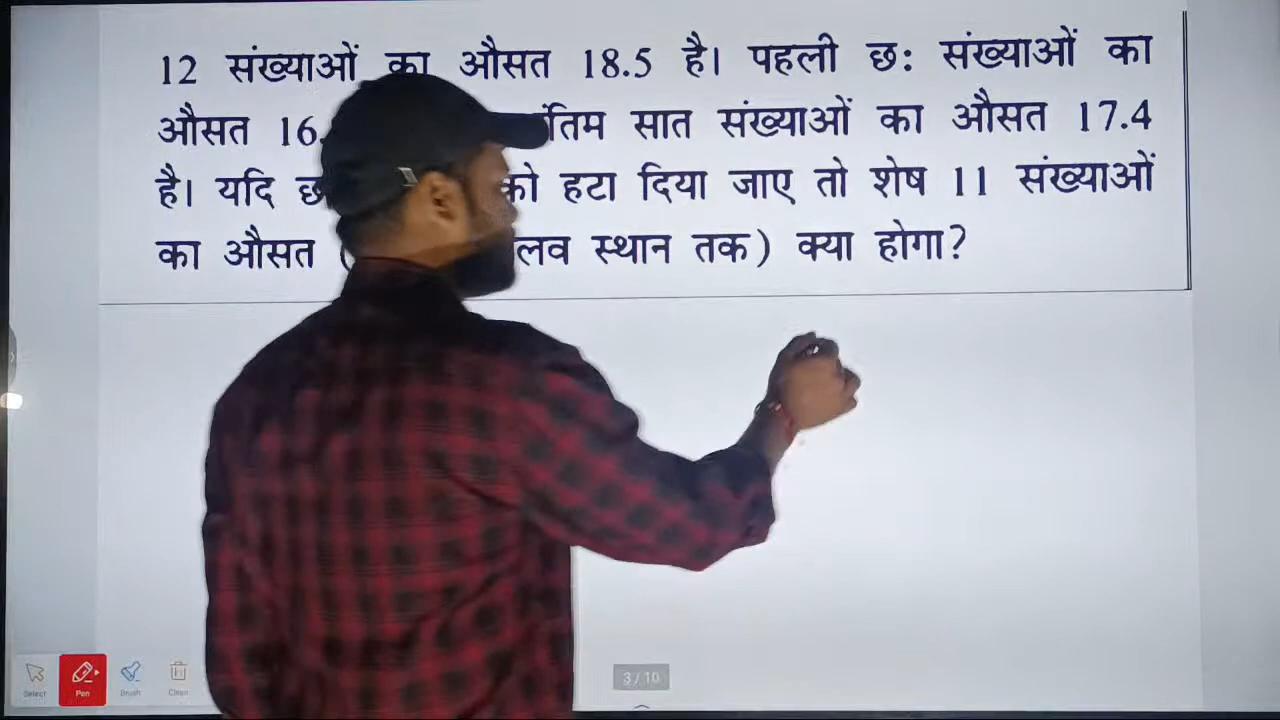 12 संख्याओं का औसत 18.5 है। पहली छ: संख्याओं का
औसत 16. सात संख्याओं का औसत 17.4
है। यदि को हटा दिया जाए तो शेष 11 संख्याओं
का औसत ( स्थान तक) क्या होगा?
Select
Pen
Brush
Clean
3 / 10